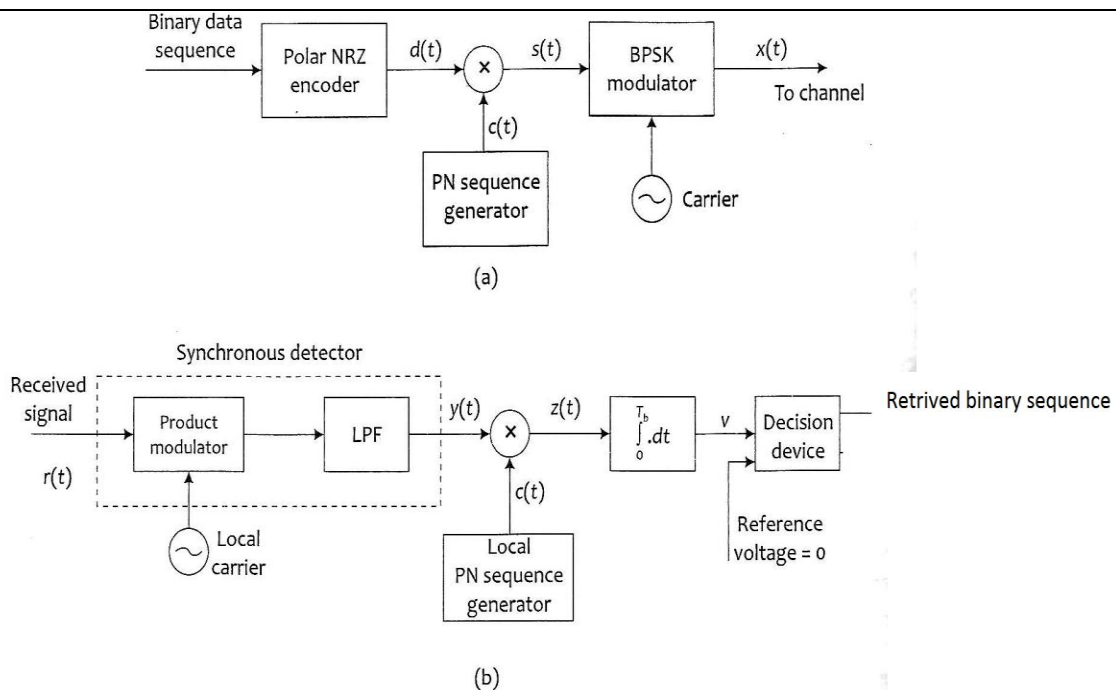 Binary data
sequence
Polar NRZ
encoder
d(t)
×
s(t)
BPSK
modulator
x(t)
To channel
c(t)
PN sequence
generator
Carrier
(a)
Synchronous detector
Received
signal
r(t)
Product
modulator
LPF
y(t)
×
z(t)
T_b
∫.dt
0
v
Decision
device
Retrived binary sequence
c(t)
Local
carrier
Local
PN sequence
generator
Reference
voltage = 0
(b)